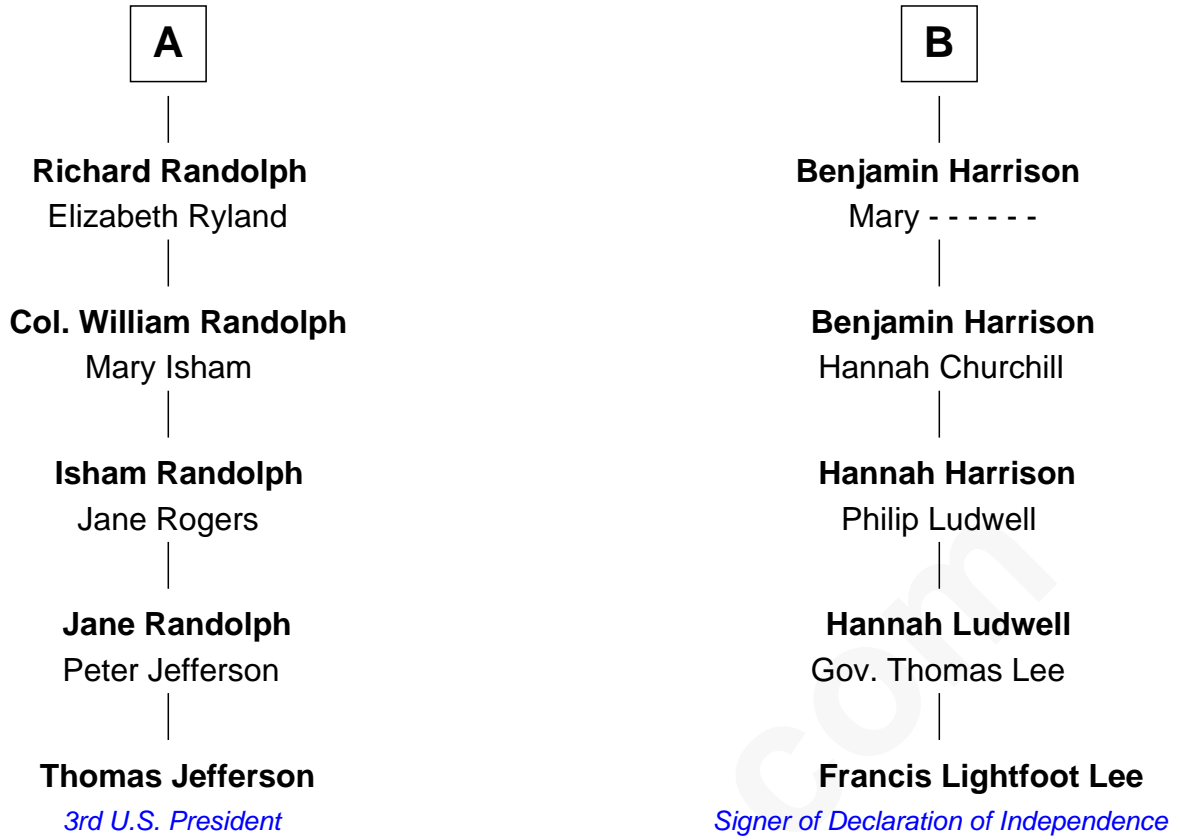 A
Richard Randolph
Elizabeth Ryland
Col. William Randolph
Mary Isham
Isham Randolph
Jane Rogers
Jane Randolph
Peter Jefferson
Thomas Jefferson
3rd U.S. President
B
Benjamin Harrison
Mary - - - - - -
Benjamin Harrison
Hannah Churchill
Hannah Harrison
Philip Ludwell
Hannah Ludwell
Gov. Thomas Lee
Francis Lightfoot Lee
Signer of Declaration of Independence
com